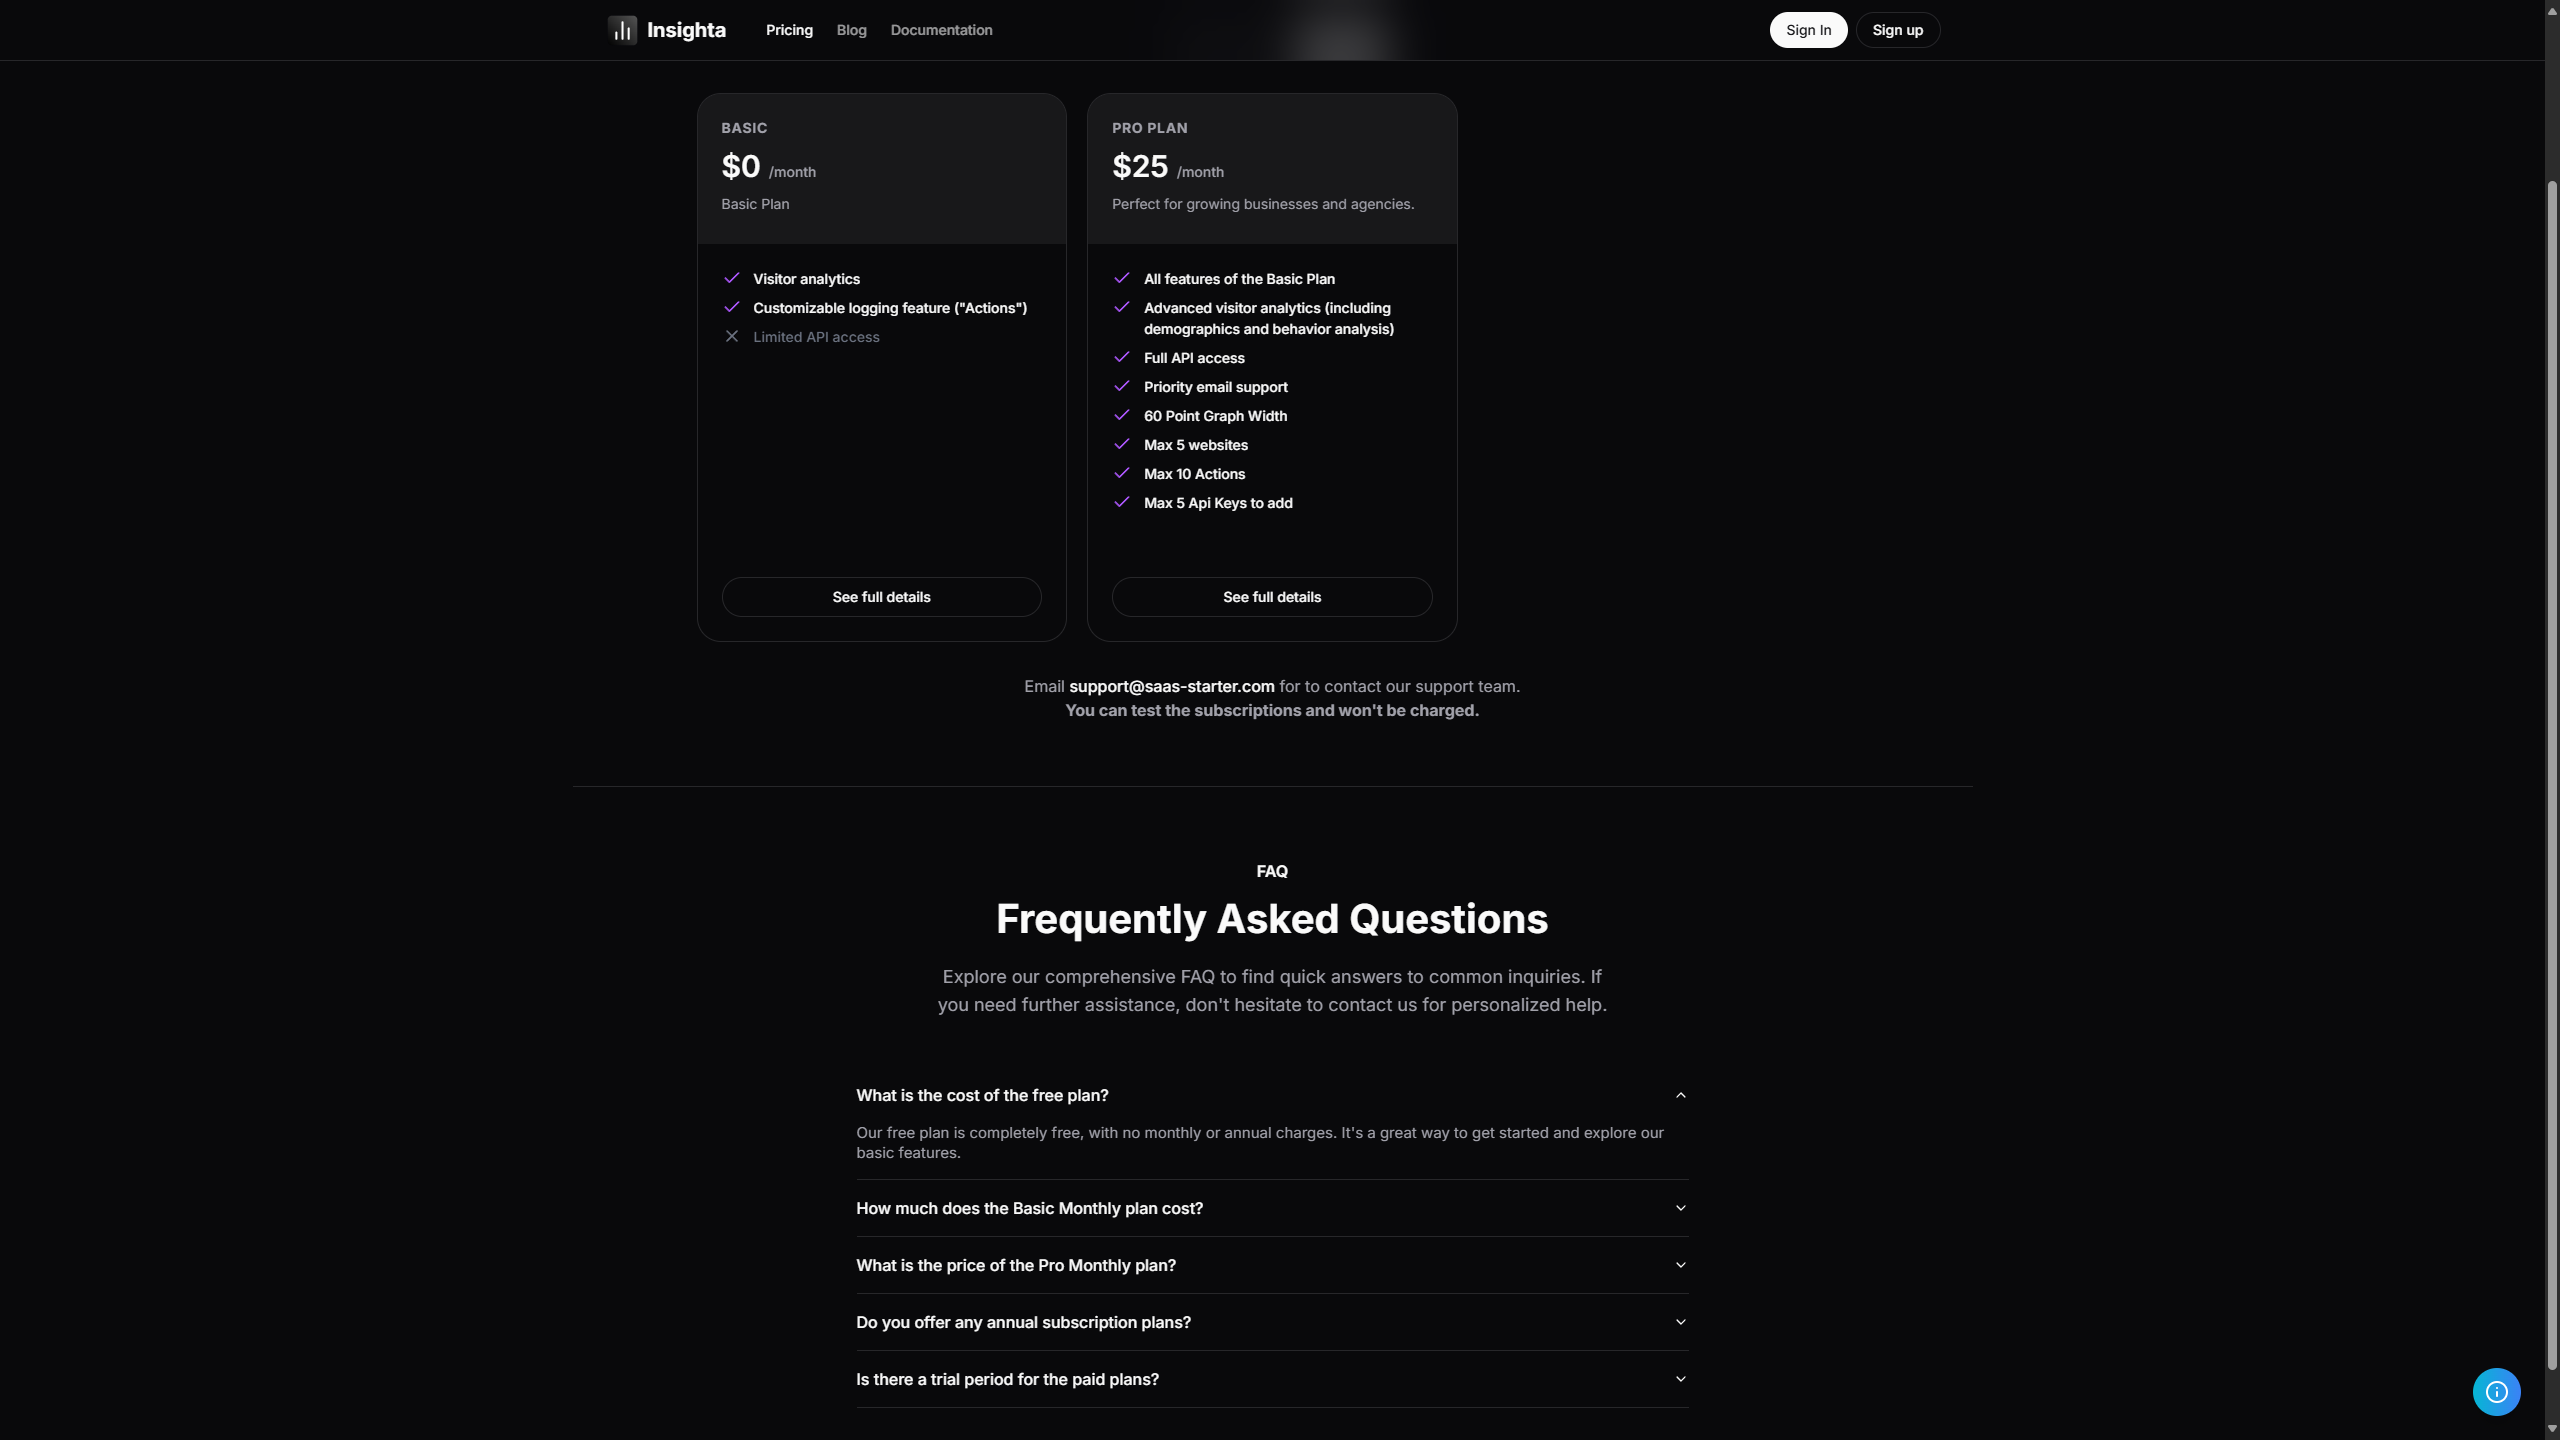 Insighta
Pricing
Blog
Documentation
Sign In
Sign up
BASIC
$0 /month
Basic Plan
Visitor analytics
Customizable logging feature ("Actions")
Limited API access
See full details
PRO PLAN
$25 /month
Perfect for growing businesses and agencies.
All features of the Basic Plan
Advanced visitor analytics (including
demographics and behavior analysis)
Full API access
Priority email support
60 Point Graph Width
Max 5 websites
Max 10 Actions
Max 5 Api Keys to add
See full details
Email support@saas-starter.com for to contact our support team.
You can test the subscriptions and won't be charged.
FAQ
Frequently Asked Questions
Explore our comprehensive FAQ to find quick answers to common inquiries. If
you need further assistance, don't hesitate to contact us for personalized help.
What is the cost of the free plan?
Our free plan is completely free, with no monthly or annual charges. It's a great way to get started and explore our
basic features.
How much does the Basic Monthly plan cost?
What is the price of the Pro Monthly plan?
Do you offer any annual subscription plans?
Is there a trial period for the paid plans?